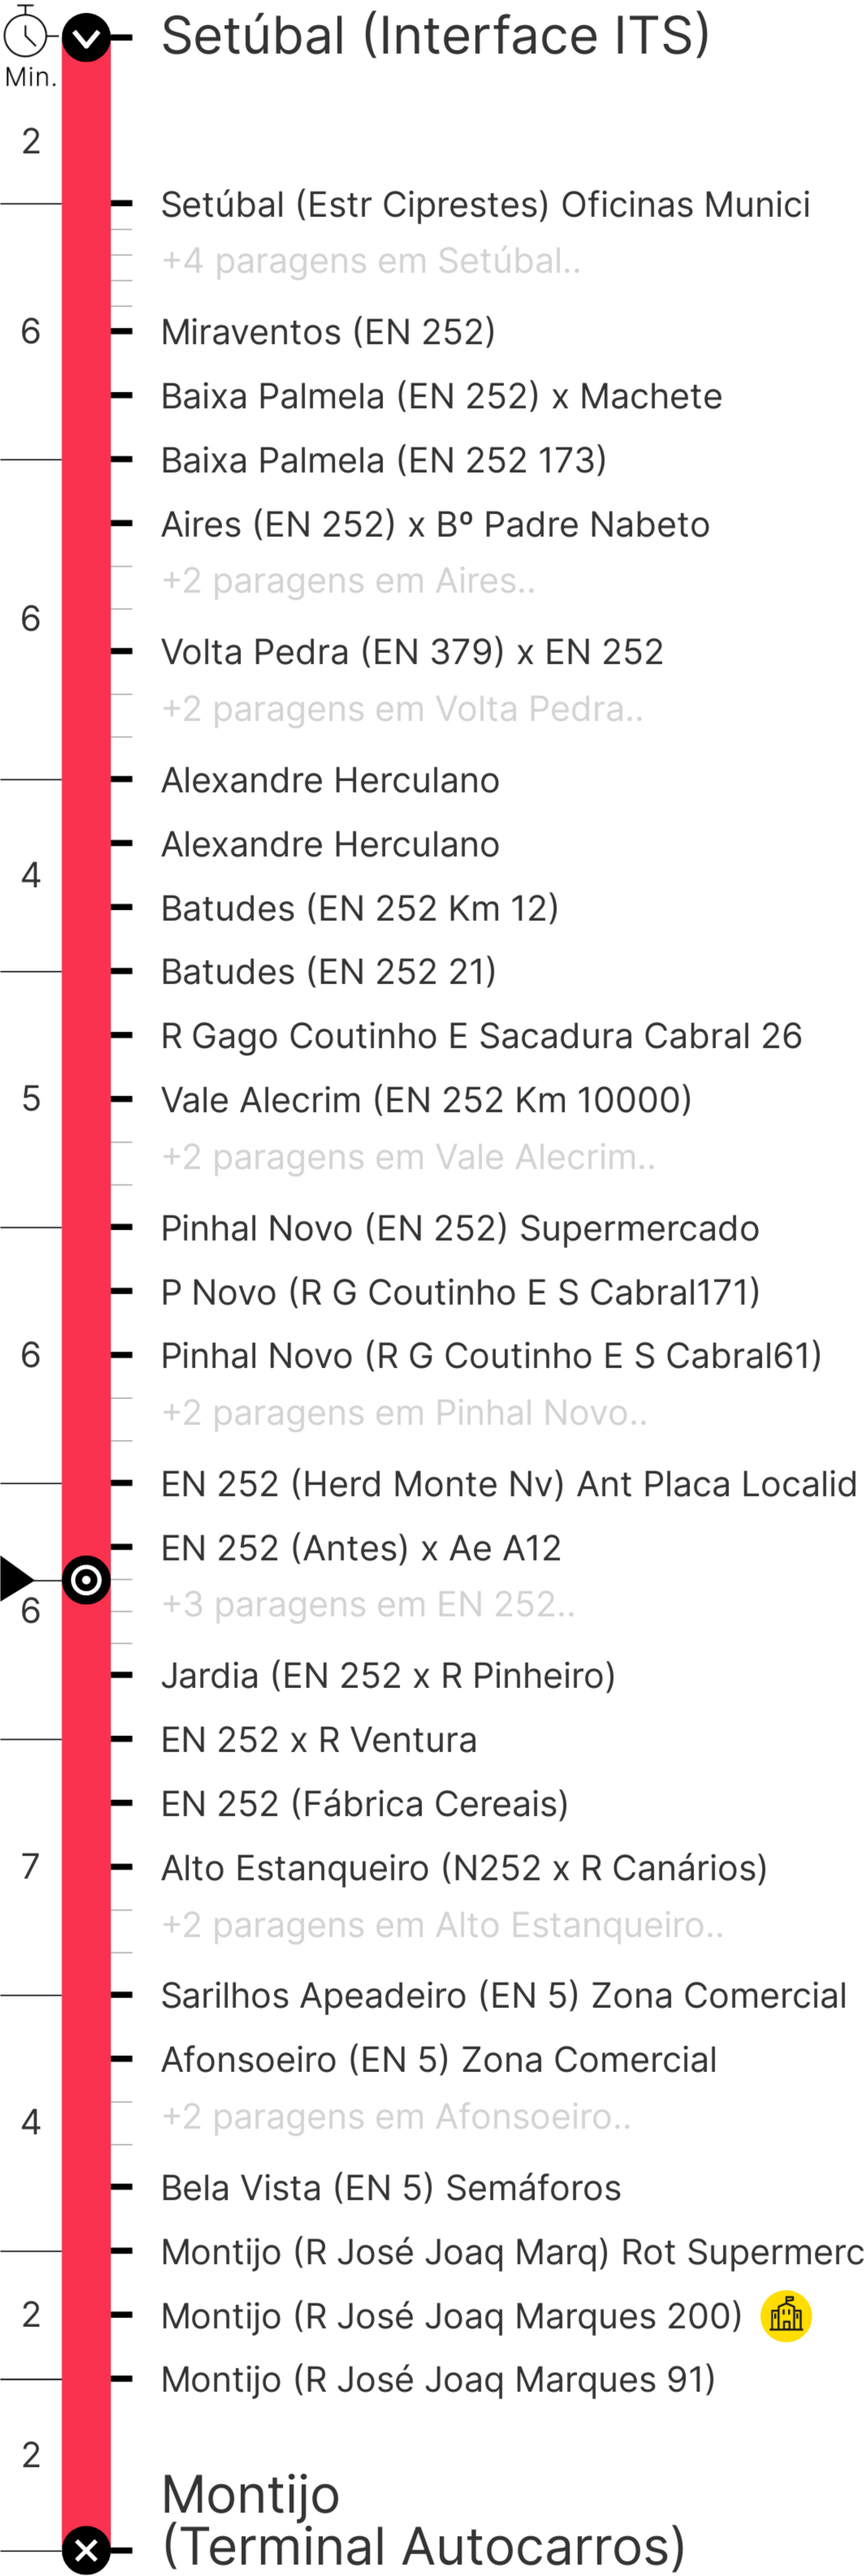 Setúbal (Interface ITS)
Min.
2
Setúbal (Estr Ciprestes) Oficinas Munici
+4 paragens em Setúbal..
6
Miraventos (EN 252)
Baixa Palmela (EN 252) x Machete
Baixa Palmela (EN 252 173)
Aires (EN 252) x Bº Padre Nabeto
+2 paragens em Aires..
6
Volta Pedra (EN 379) x EN 252
+2 paragens em Volta Pedra..
Alexandre Herculano
Alexandre Herculano
4
Batudes (EN 252 Km 12)
Batudes (EN 252 21)
R Gago Coutinho E Sacadura Cabral 26
5
Vale Alecrim (EN 252 Km 10000)
+2 paragens em Vale Alecrim..
Pinhal Novo (EN 252) Supermercado
P Novo (R G Coutinho E S Cabral171)
6
Pinhal Novo (R G Coutinho E S Cabral61)
+2 paragens em Pinhal Novo..
EN 252 (Herd Monte Nv) Ant Placa Localid
EN 252 (Antes) x Ae A12
6
+3 paragens em EN 252..
Jardia (EN 252 x R Pinheiro)
EN 252 x R Ventura
EN 252 (Fábrica Cereais)
7
Alto Estanqueiro (N252 x R Canários)
+2 paragens em Alto Estanqueiro..
Sarilhos Apeadeiro (EN 5) Zona Comercial
Afonsoeiro (EN 5) Zona Comercial
4
+2 paragens em Afonsoeiro..
Bela Vista (EN 5) Semáforos
Montijo (R José Joaq Marq) Rot Supermerc
2
Montijo (R José Joaq Marques 200)
Montijo (R José Joaq Marques 91)
2
Montijo
(Terminal Autocarros)